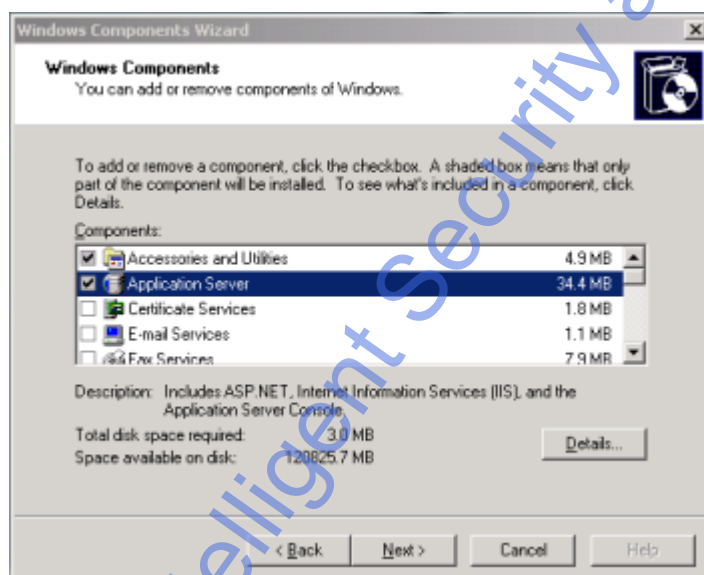 Windows Components Wizard
Windows Components
You can add or remove components of Windows.
To add or remove a component, click the checkbox. A shaded box means that only
part of the component will be installed. To see what's included in a component, click
Details.
Components:
Accessories and Utilities 4.9 MB
Application Server 34.4 MB
Certificate Services 1.8 MB
E-mail Services 1.1 MB
Fax Services 7.9 MB
Description: Includes ASP.NET, Internet Information Services (IIS), and the
Application Server Console.
Total disk space required: 3.0 MB
Space available on disk: 120825.7 MB
Details...
< Back Next > Cancel Help
elligent Security a